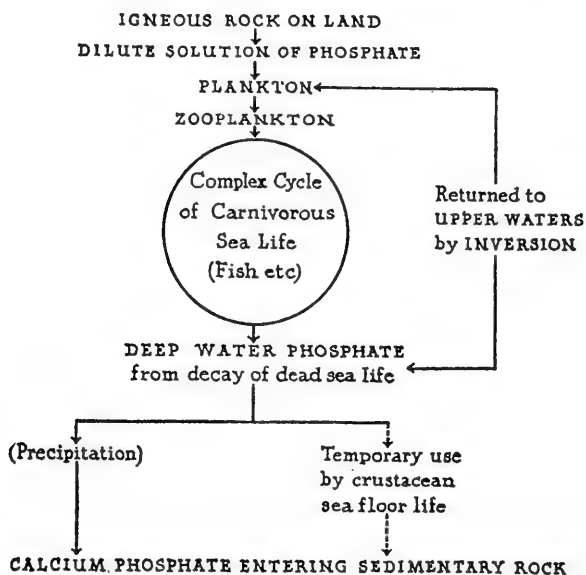 IGNEOUS ROCK ON LAND
DILUTE SOLUTION OF PHOSPHATE
PLANKTON
ZOOPLANKTON
Complex Cycle
of Carnivorous
Sea Life
(Fish etc)
Returned to
UPPER WATERS
by INVERSION
DEEP WATER PHOSPHATE
from decay of dead sea life
(Precipitation)
Temporary use
by crustacean
sea floor life
CALCIUM. PHOSPHATE ENTERING SEDIMENTARY ROCK